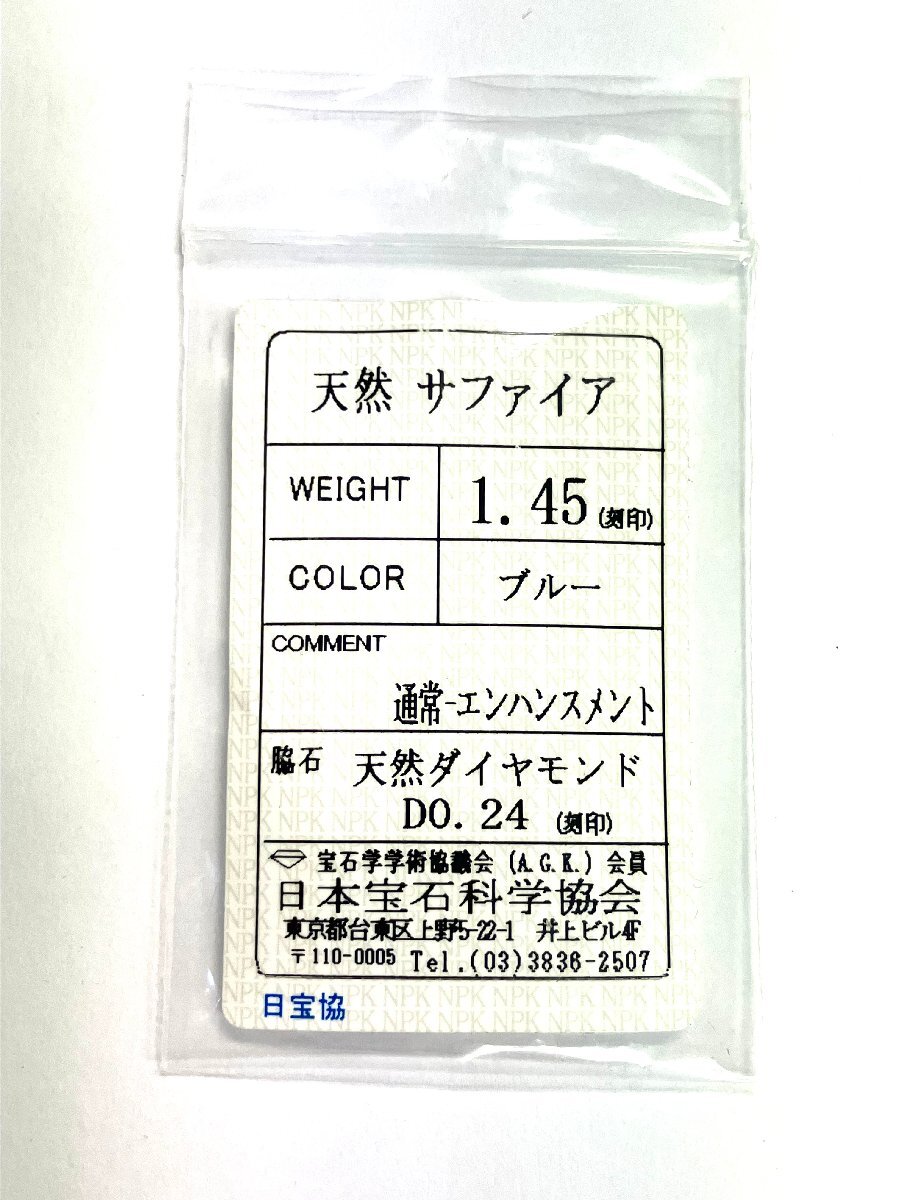 天然 サファイア
WEIGHT 1.45 (刻印)
COLOR ブルー
COMMENT
通常-エンハンスメント
脇石 天然ダイヤモンド
D0.24 (刻印)
宝石学学術協議会 (A.G.K.) 会員
日本宝石科学協会
東京都台東区上野5-22-1 井上ビル4F
〒110-0005 Tel.(03)3836-2507
日宝協
NPK NPK NPK NPK